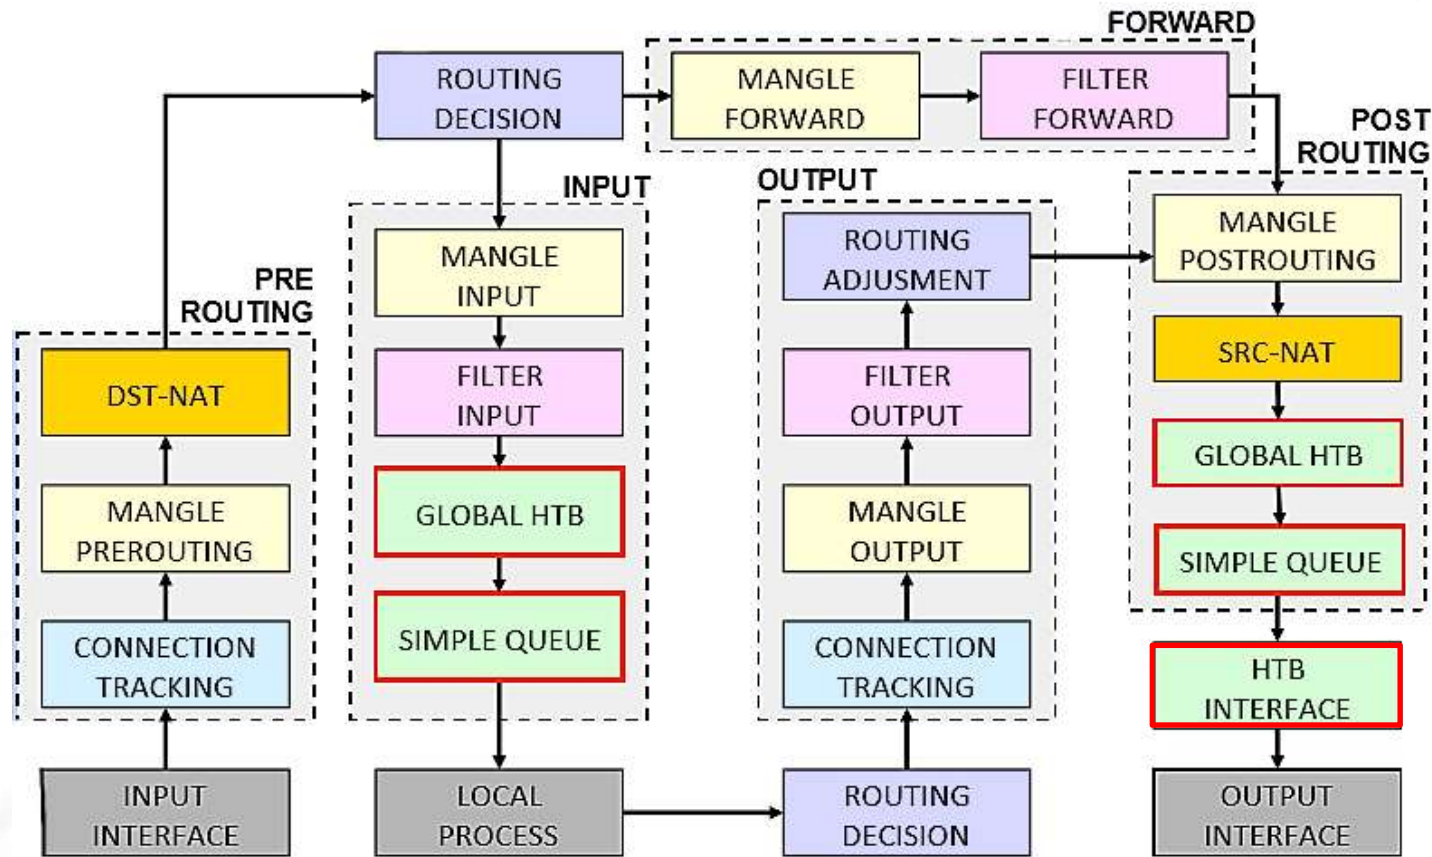 FORWARD
ROUTING
DECISION
MANGLE
FORWARD
FILTER
FORWARD
POST
ROUTING
INPUT
OUTPUT
MANGLE
INPUT
ROUTING
ADJUSMENT
MANGLE
POSTROUTING
PRE
ROUTING
DST-NAT
FILTER
INPUT
FILTER
OUTPUT
SRC-NAT
GLOBAL HTB
MANGLE
PREROUTING
GLOBAL HTB
MANGLE
OUTPUT
SIMPLE QUEUE
CONNECTION
TRACKING
SIMPLE QUEUE
CONNECTION
TRACKING
HTB
INTERFACE
INPUT
INTERFACE
LOCAL
PROCESS
ROUTING
DECISION
OUTPUT
INTERFACE